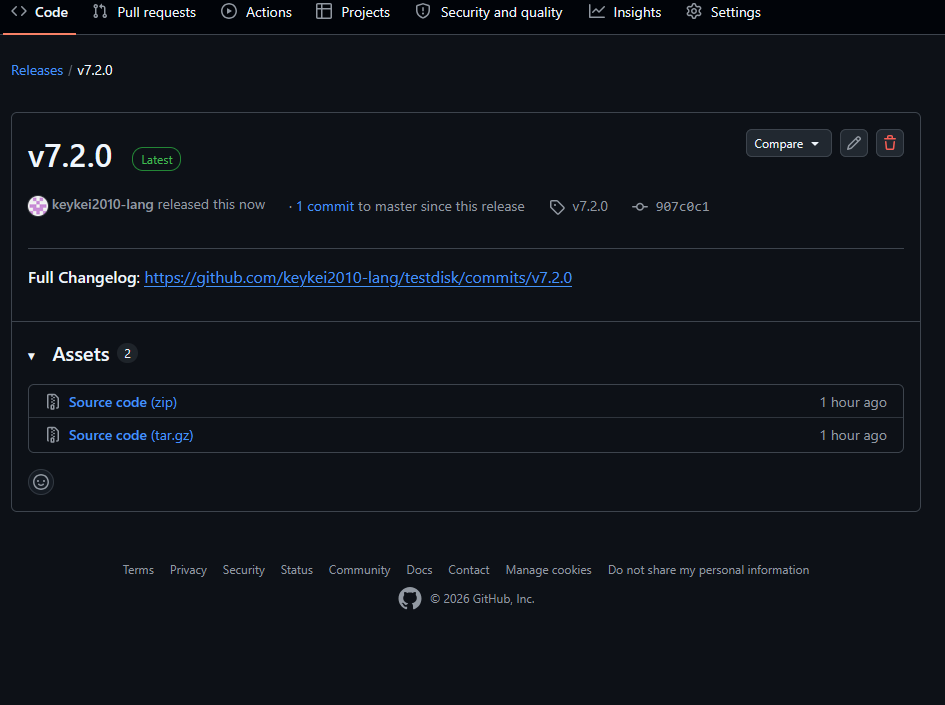 Code Pull requests Actions Projects Security and quality Insights Settings
Releases / v7.2.0
v7.2.0 Latest
Compare
keykei2010-lang released this now · 1 commit to master since this release v7.2.0 907c0c1
Full Changelog: https://github.com/keykei2010-lang/testdisk/commits/v7.2.0
Assets 2
Source code (zip) 1 hour ago
Source code (tar.gz) 1 hour ago
Terms Privacy Security Status Community Docs Contact Manage cookies Do not share my personal information
© 2026 GitHub, Inc.